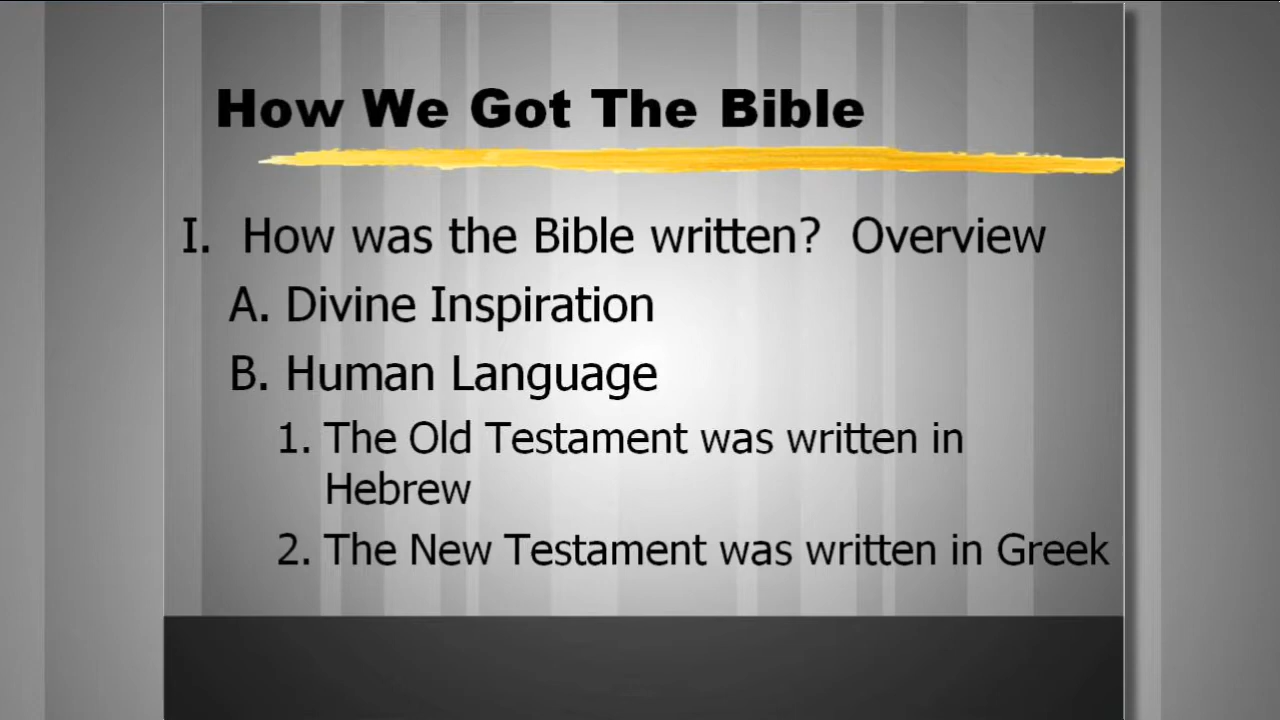 How We Got The Bible
I. How was the Bible written? Overview
A. Divine Inspiration
B. Human Language
1. The Old Testament was written in
Hebrew
2. The New Testament was written in Greek